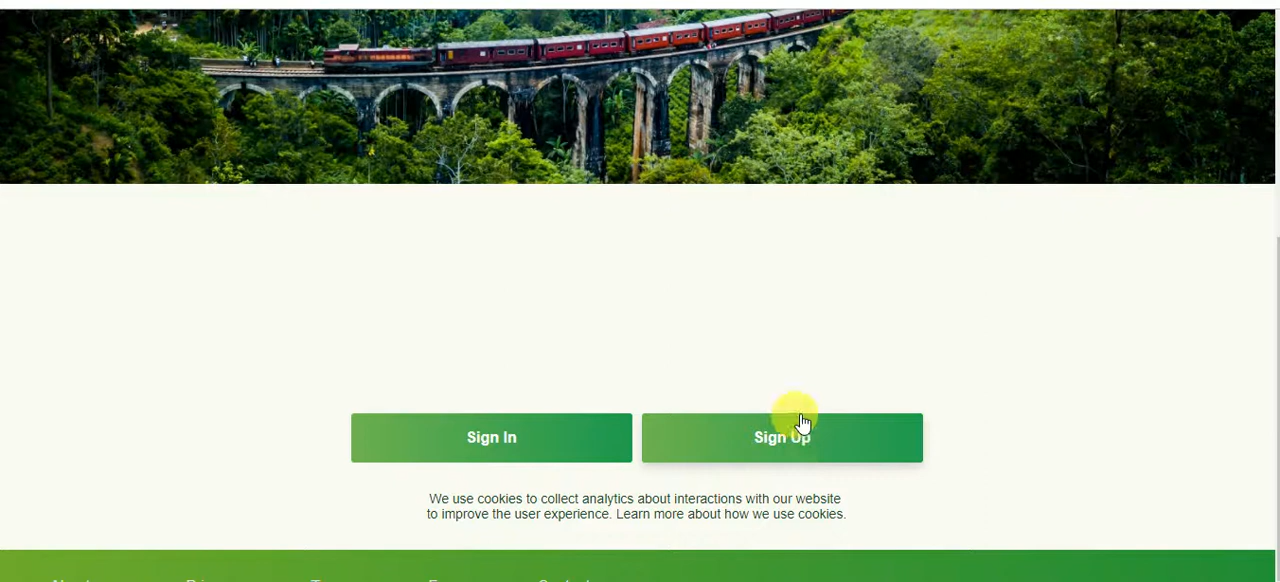 Sign In
Sign Up
We use cookies to collect analytics about interactions with our website
to improve the user experience. Learn more about how we use cookies.